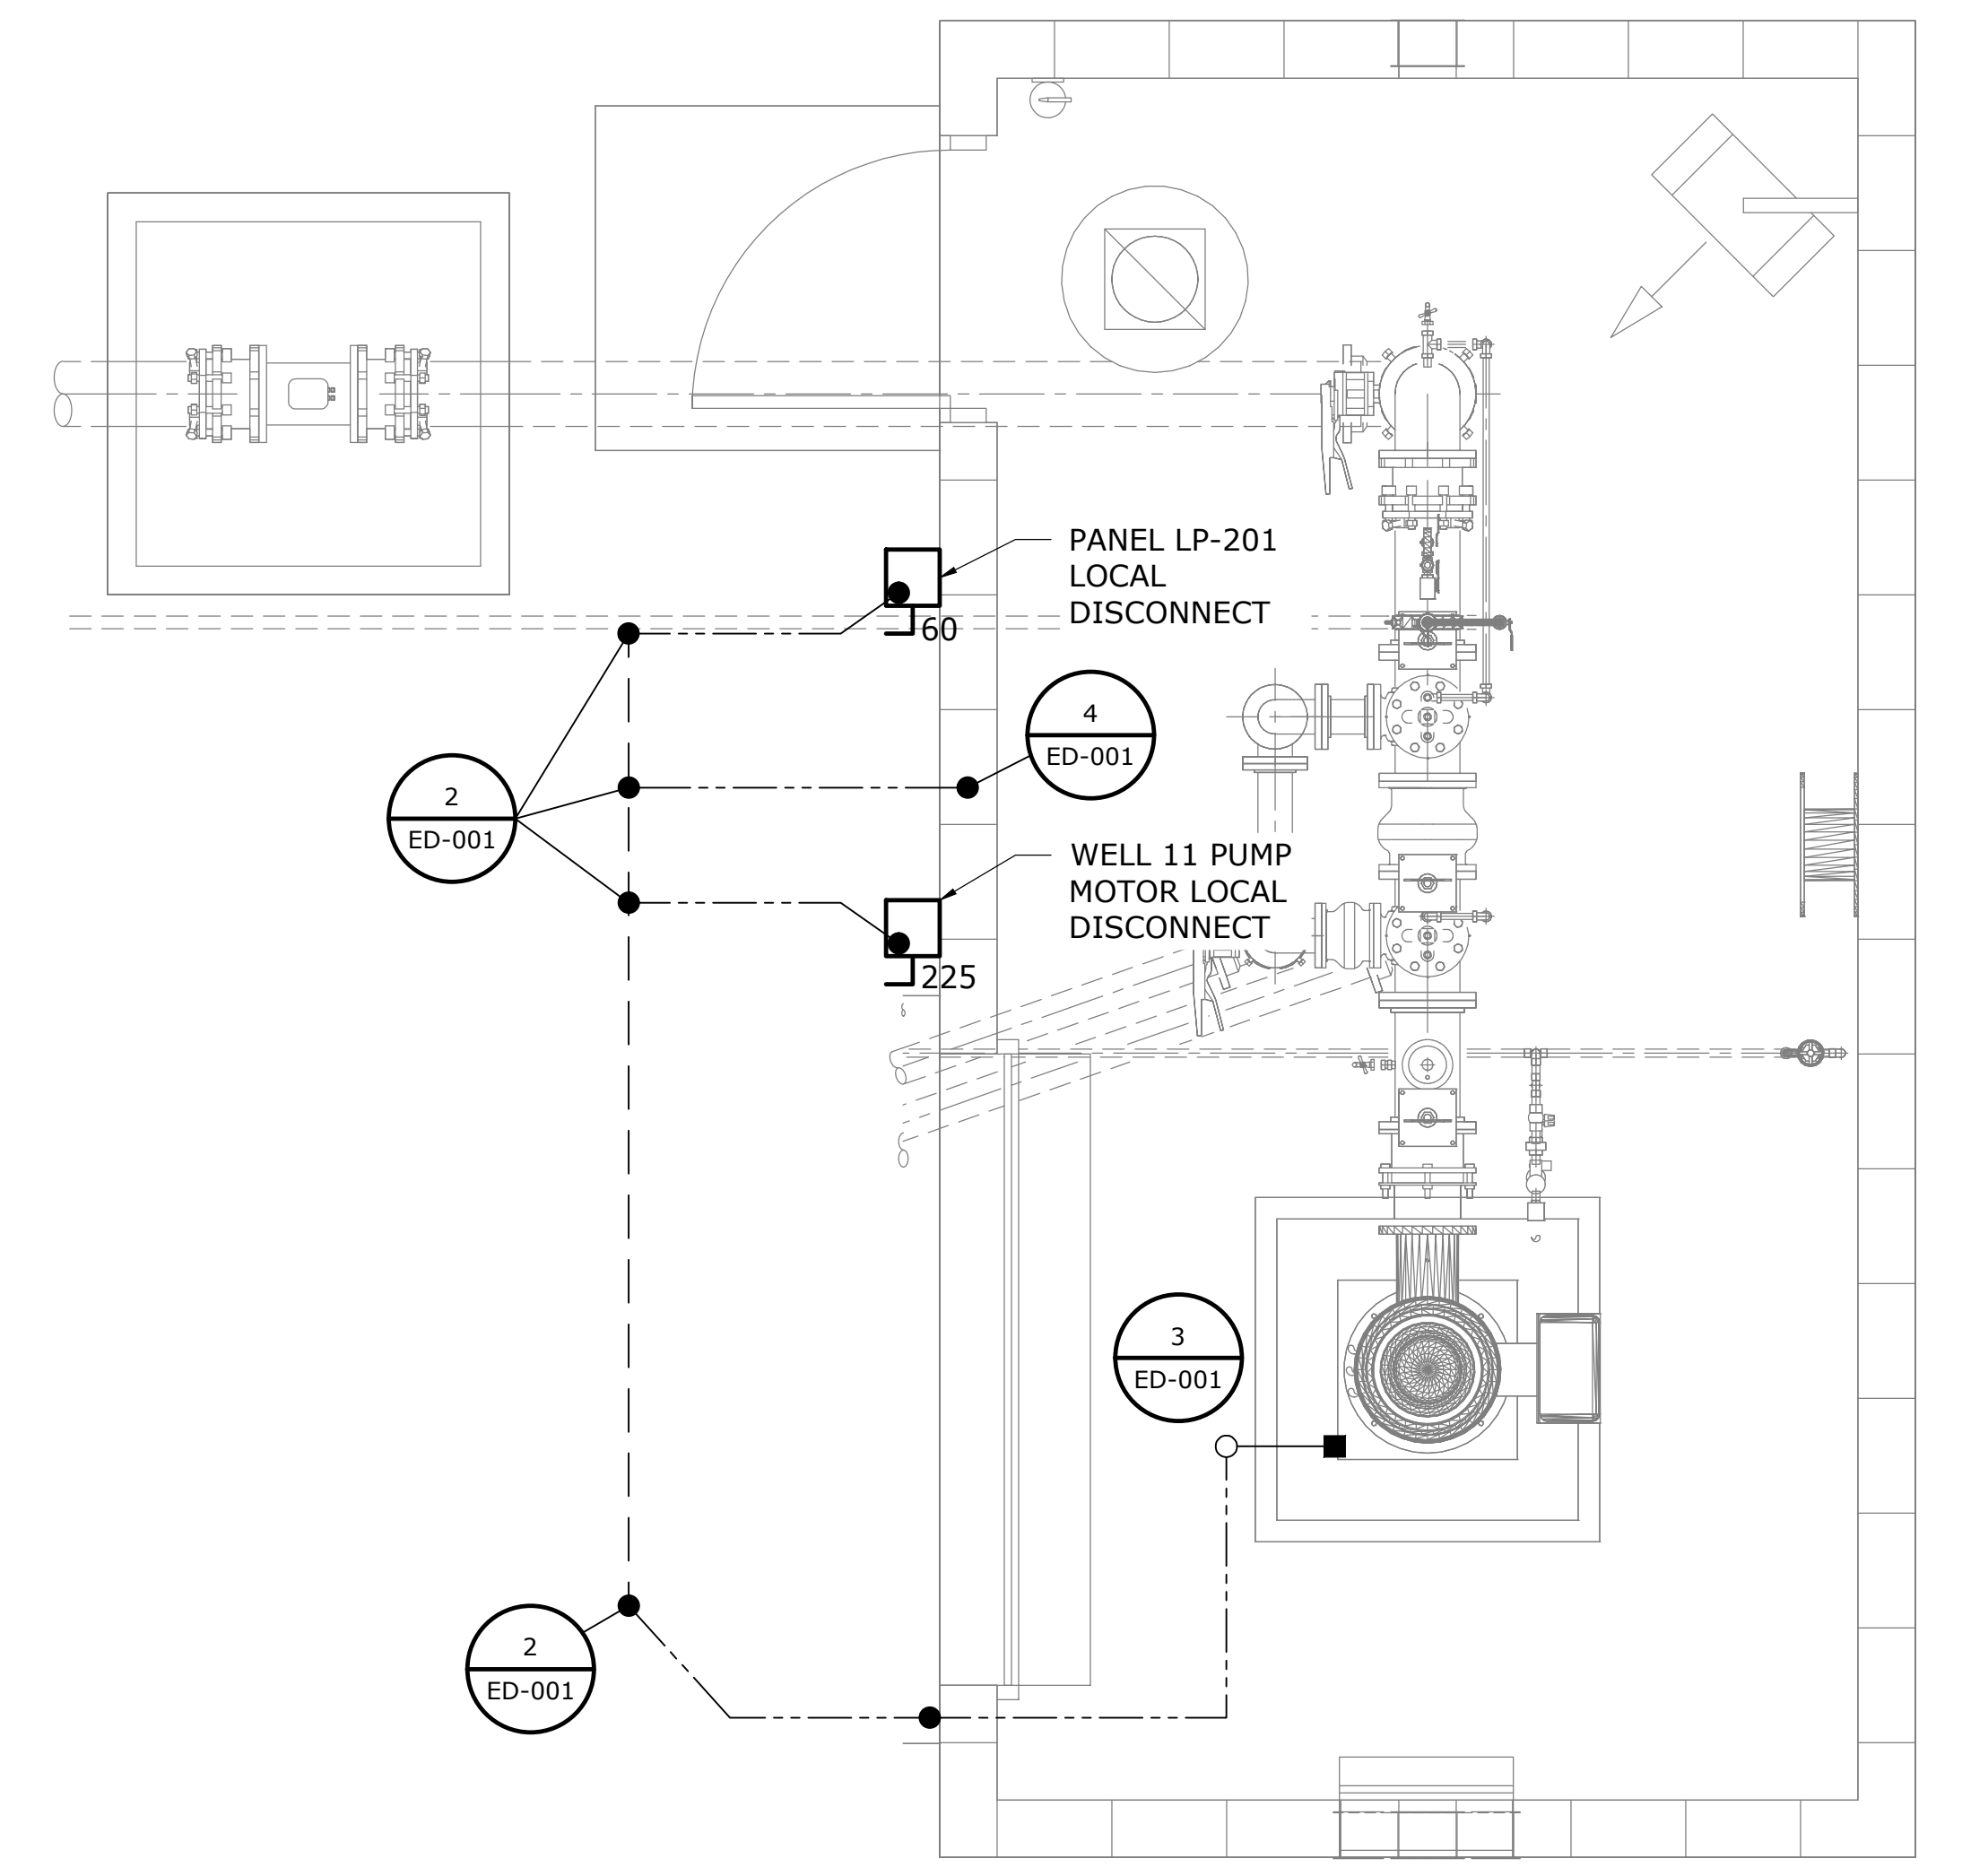 PANEL LP-201
LOCAL
DISCONNECT
60
4
ED-001
2
ED-001
WELL 11 PUMP
MOTOR LOCAL
DISCONNECT
225
3
ED-001
2
ED-001